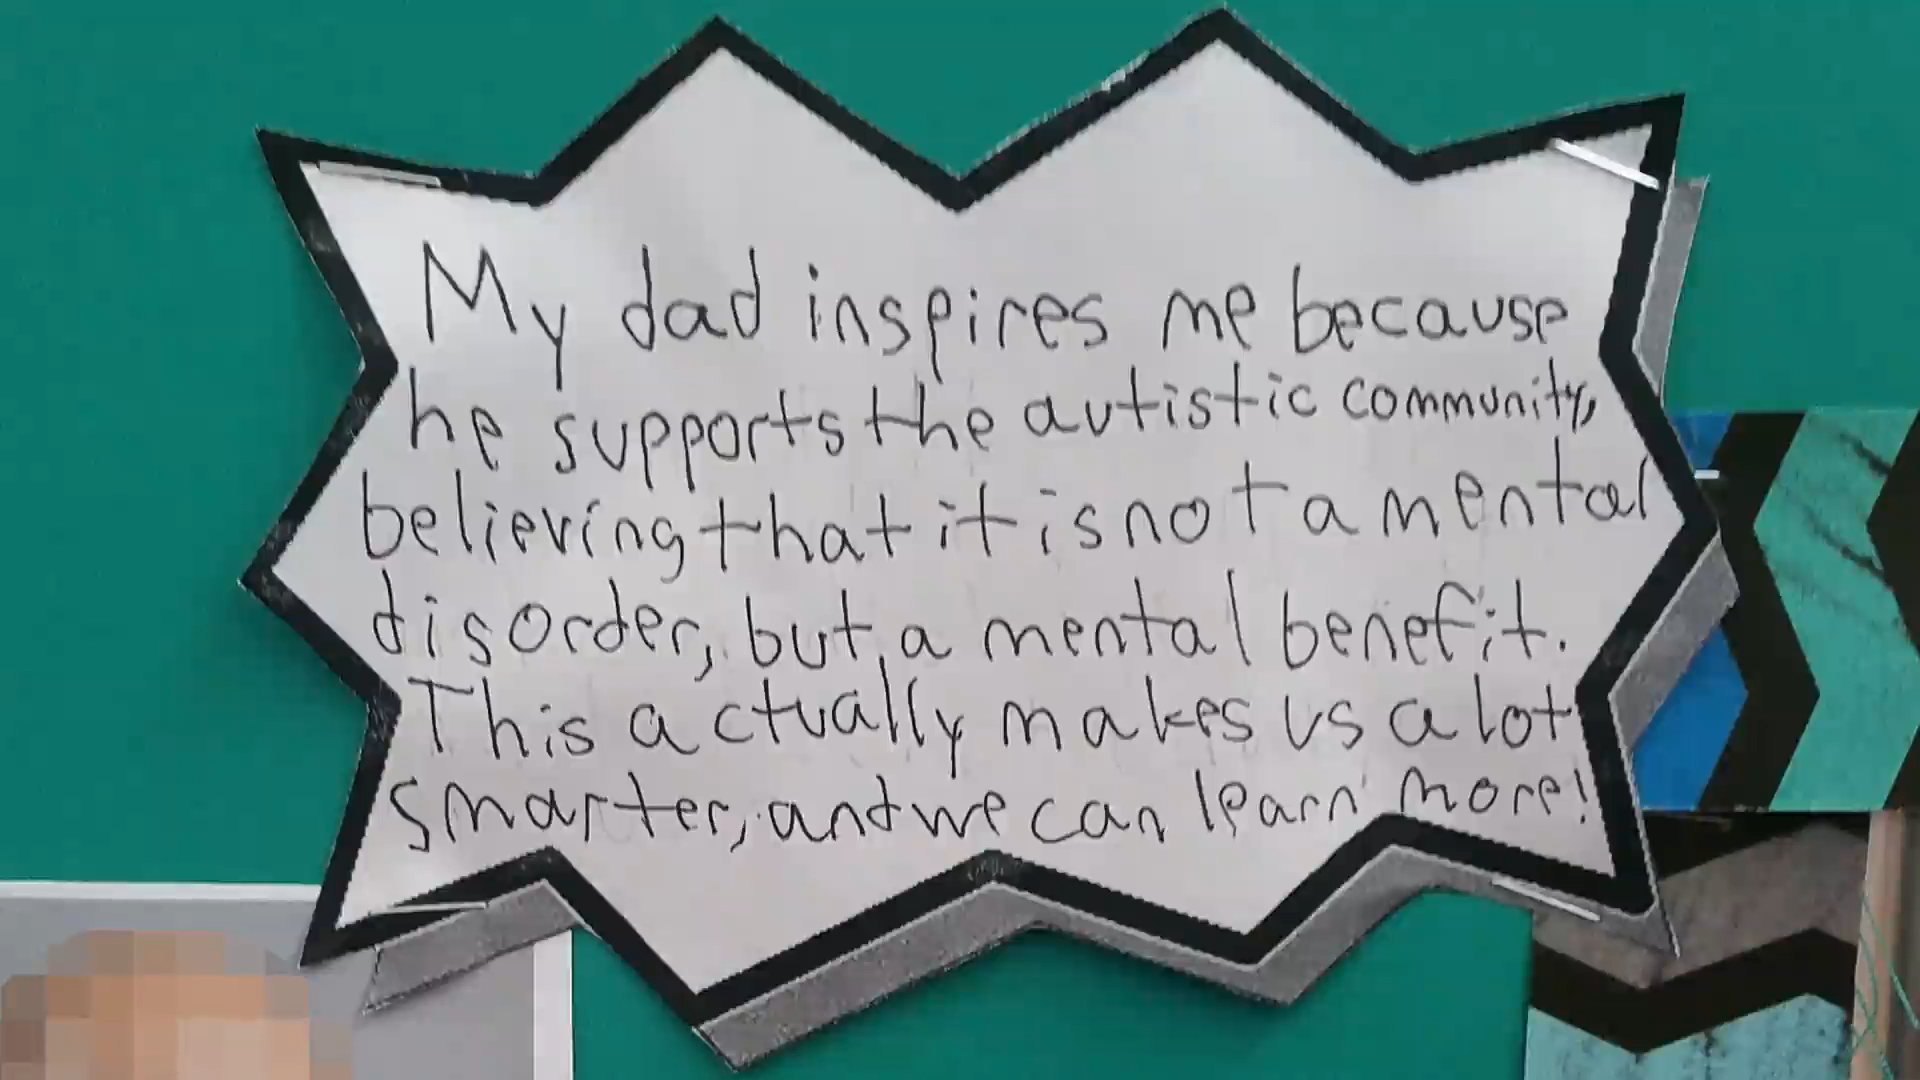 My dad inspires me because
he supports the autistic community,
believing that it is not a mental
disorder, but a mental benefit.
This actually makes us a lot
smarter, and we can learn more!